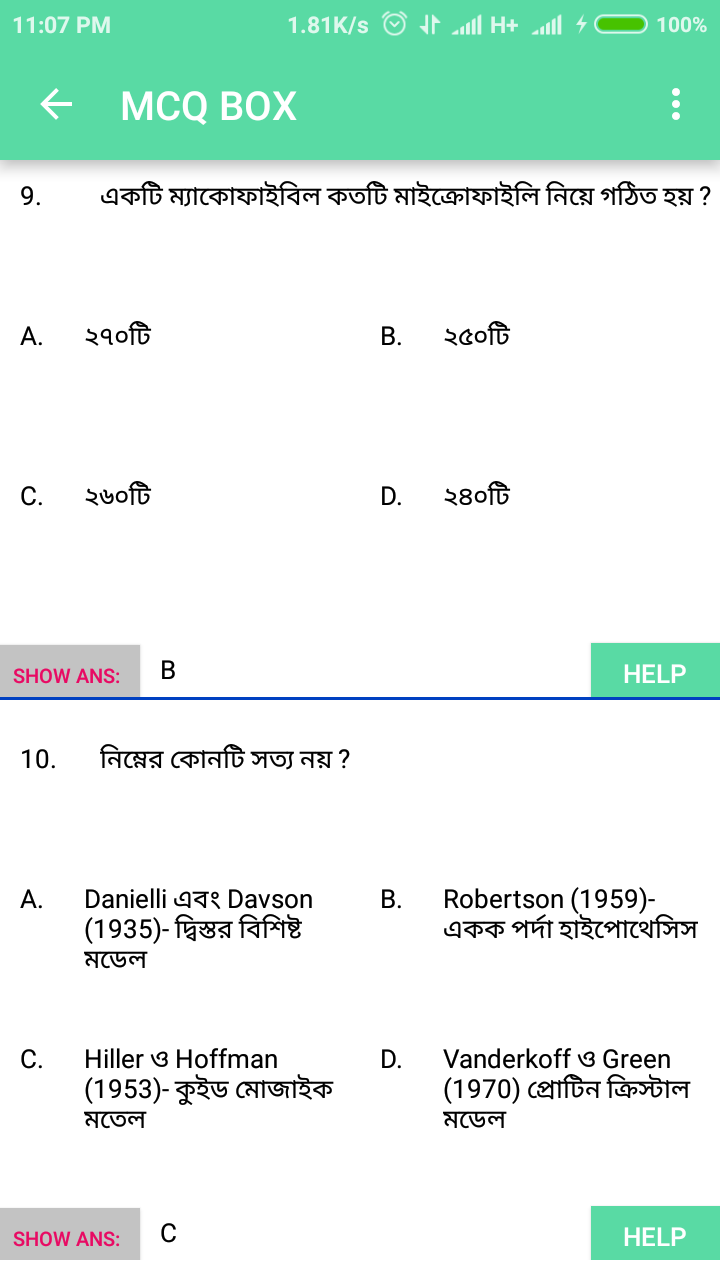 11:07 PM 1.81K/s H+ 100%
MCQ BOX
9. একটি ম্যাকোফাইবিল কতটি মাইক্রোফাইলি নিয়ে গঠিত হয় ?
A. ২৭০টি B. ২৫০টি
C. ২৬০টি D. ২৪০টি
SHOW ANS: B HELP
10. নিম্নের কোনটি সত্য নয় ?
A. Danielli এবং Davson
(1935)- দ্বিস্তর বিশিষ্ট
মডেল
B. Robertson (1959)-
একক পর্দা হাইপোথেসিস
C. Hiller ও Hoffman
(1953)- কুইড মোজাইক
মতেল
D. Vanderkoff ও Green
(1970) প্রোটিন ক্রিস্টাল
মডেল
SHOW ANS: C HELP